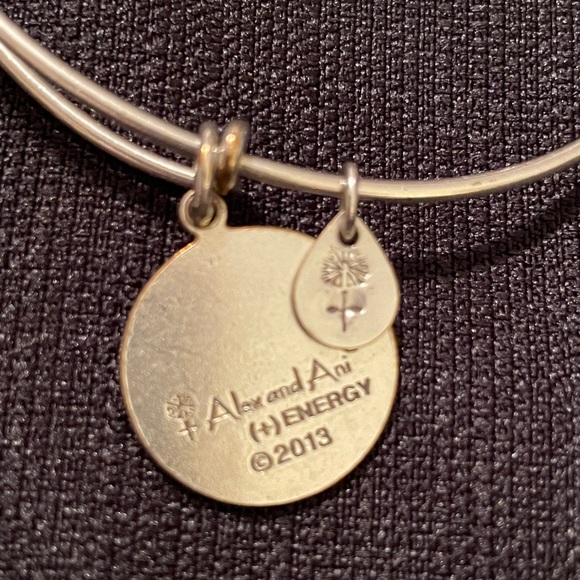 Alex and Ani
(+) ENERGY
©2013